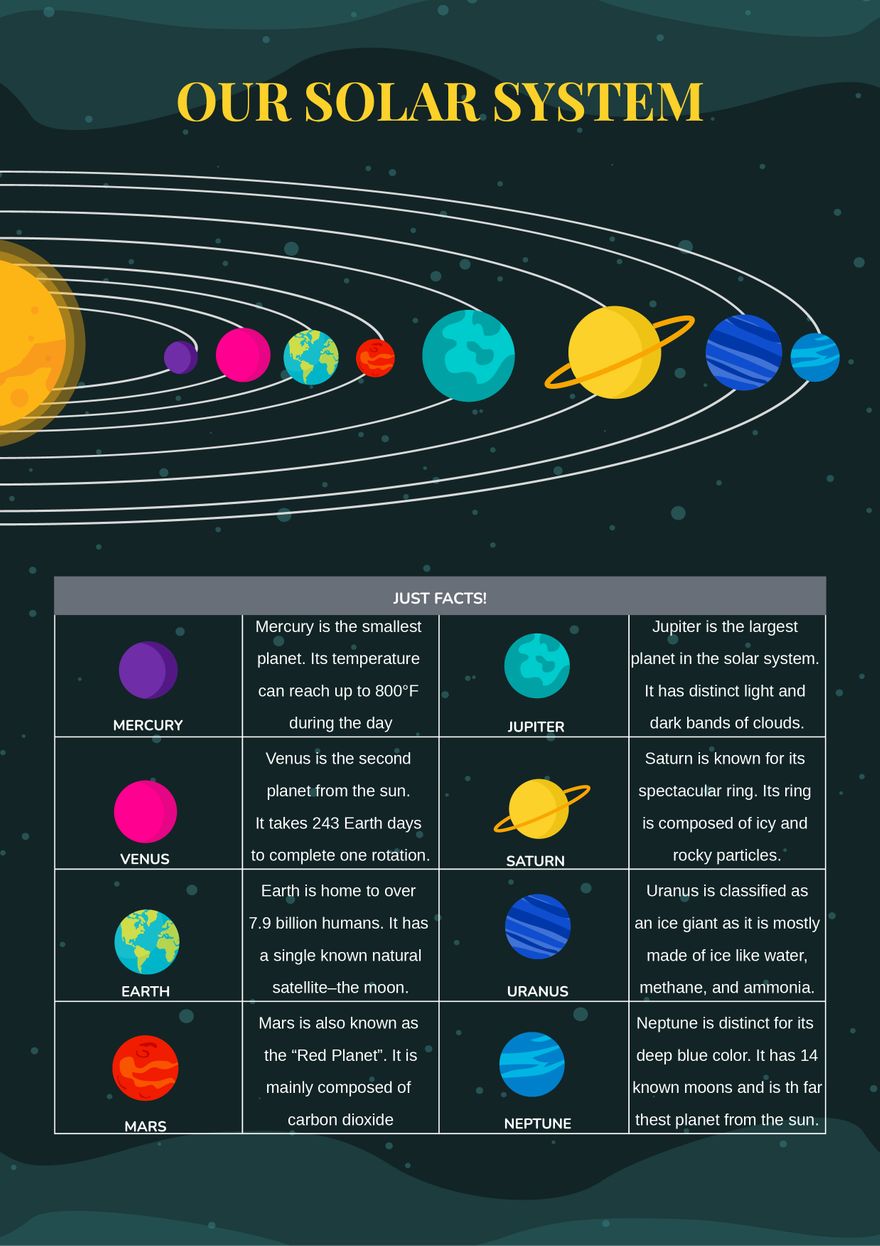 OUR SOLAR SYSTEM
JUST FACTS!
MERCURY
Mercury is the smallest
planet. Its temperature
can reach up to 800°F
during the day
JUPITER
Jupiter is the largest
planet in the solar system.
It has distinct light and
dark bands of clouds.
VENUS
Venus is the second
planet from the sun.
It takes 243 Earth days
to complete one rotation.
SATURN
Saturn is known for its
spectacular ring. Its ring
is composed of icy and
rocky particles.
EARTH
Earth is home to over
7.9 billion humans. It has
a single known natural
satellite–the moon.
URANUS
Uranus is classified as
an ice giant as it is mostly
made of ice like water,
methane, and ammonia.
MARS
Mars is also known as
the “Red Planet”. It is
mainly composed of
carbon dioxide
NEPTUNE
Neptune is distinct for its
deep blue color. It has 14
known moons and is th far
thest planet from the sun.